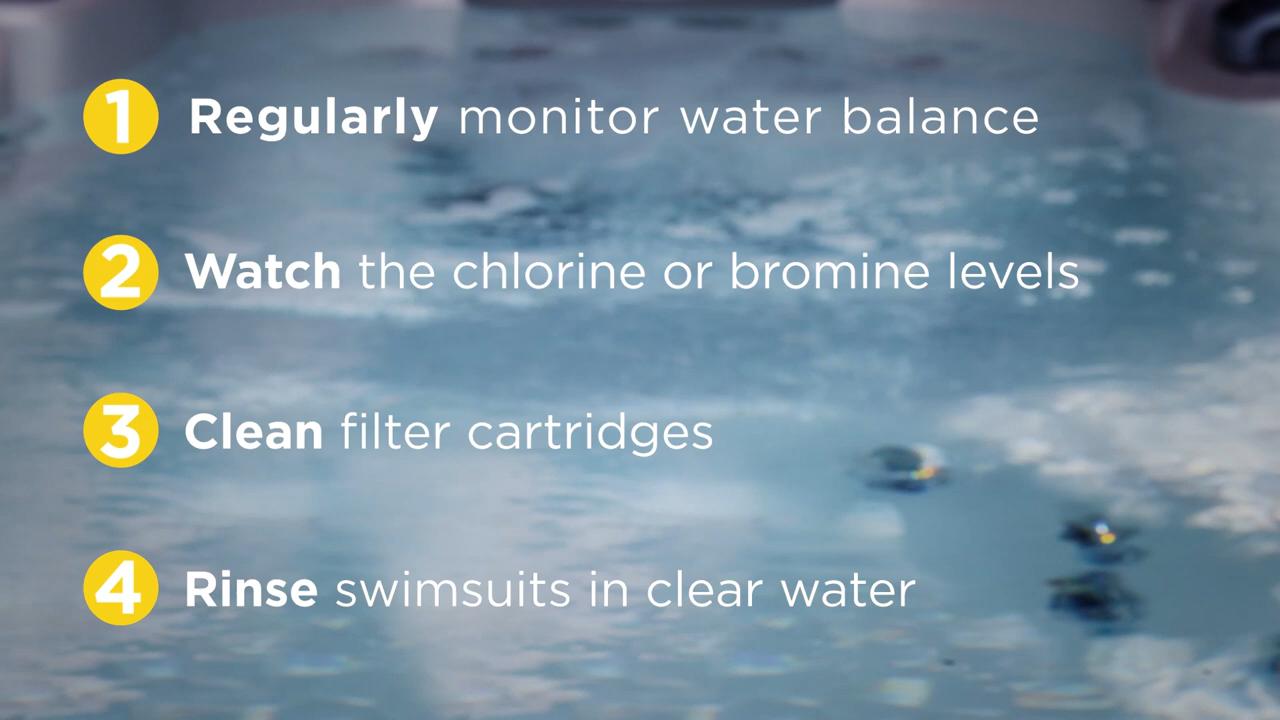 1 Regularly monitor water balance
2 Watch the chlorine or bromine levels
3 Clean filter cartridges
4 Rinse swimsuits in clear water